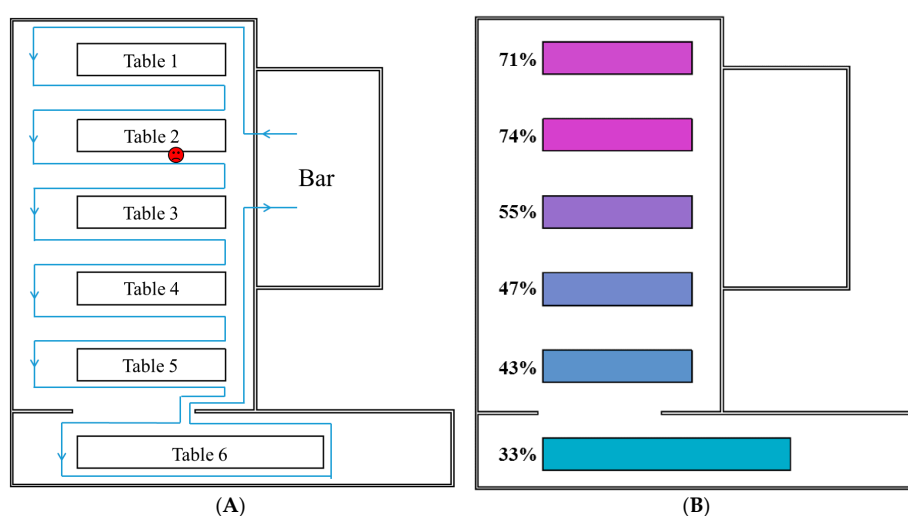 Table 1
Table 2
Bar
Table 3
Table 4
Table 5
Table 6
(A)
71%
74%
55%
47%
43%
33%
(B)